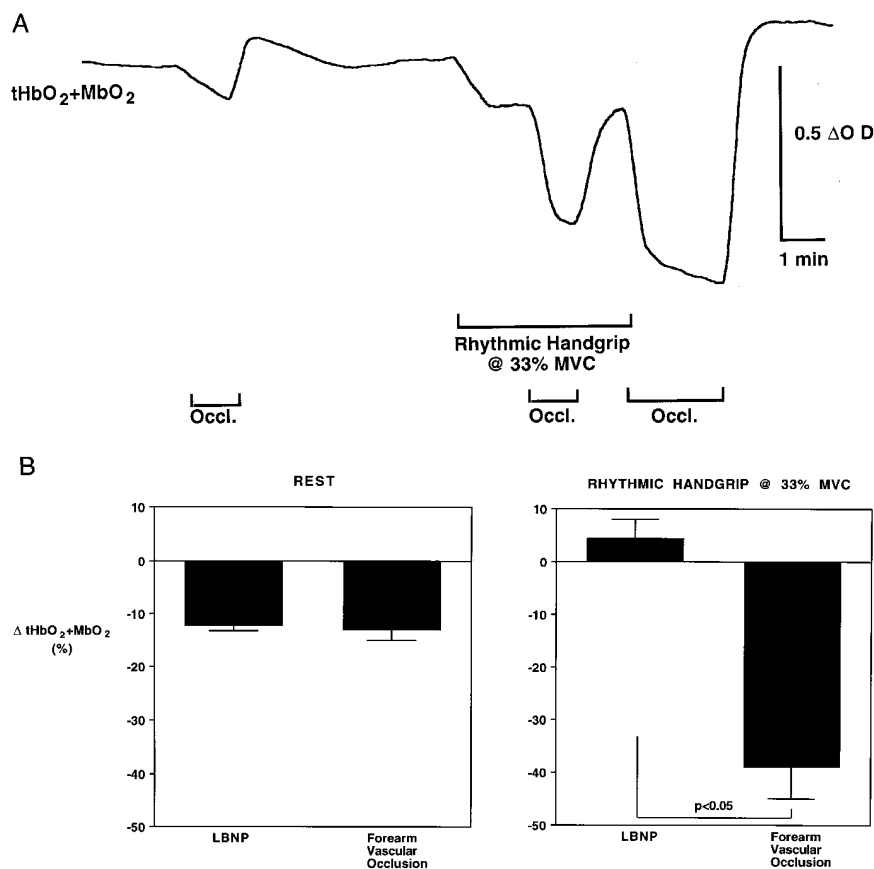 A
tHbO₂+MbO₂
0.5 ΔO D
1 min
Rhythmic Handgrip
@ 33% MVC
Occl.
Occl.
Occl.
B
REST
10
0
-10
-20
-30
-40
-50
Δ tHbO₂+MbO₂
(%)
LBNP
Forearm
Vascular
Occlusion
RHYTHMIC HANDGRIP @ 33% MVC
10
0
-10
-20
-30
-40
-50
p<0.05
LBNP
Forearm
Vascular
Occlusion